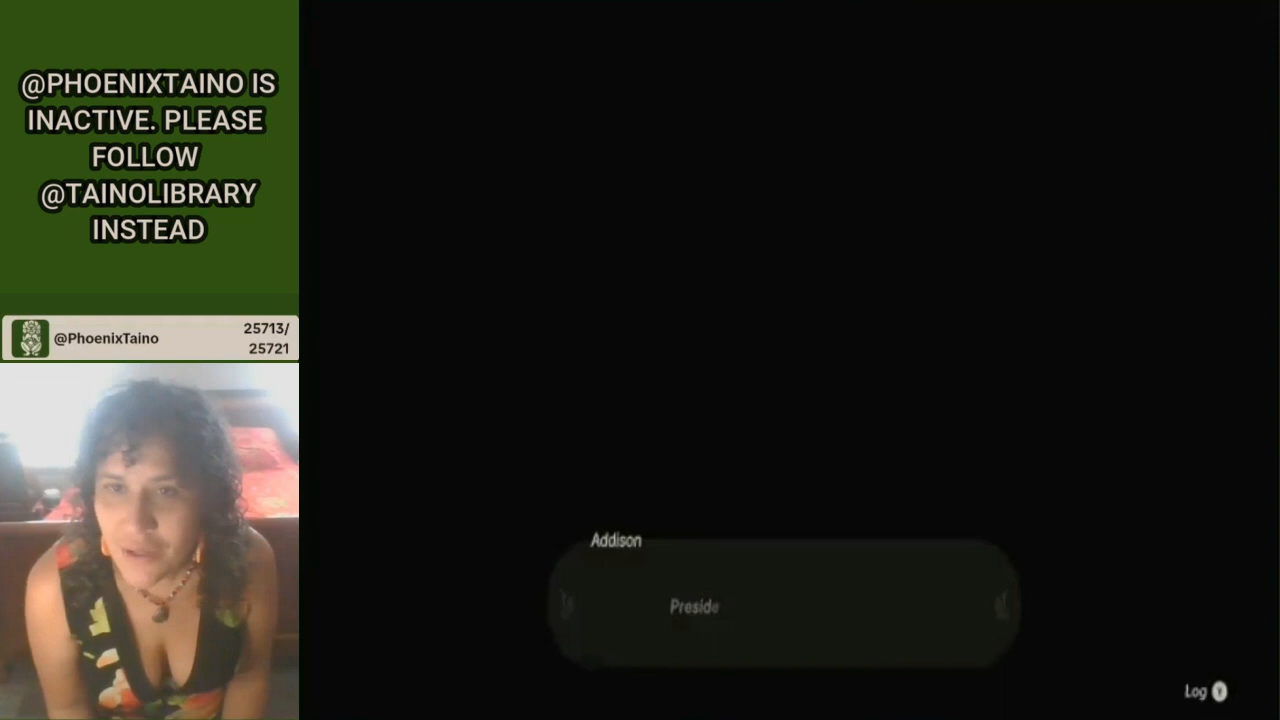 @PHOENIXTAINO IS
INACTIVE. PLEASE
FOLLOW
@TAINOLIBRARY
INSTEAD
@PhoenixTaino
25713/
25721
Addison
Preside
Log Y